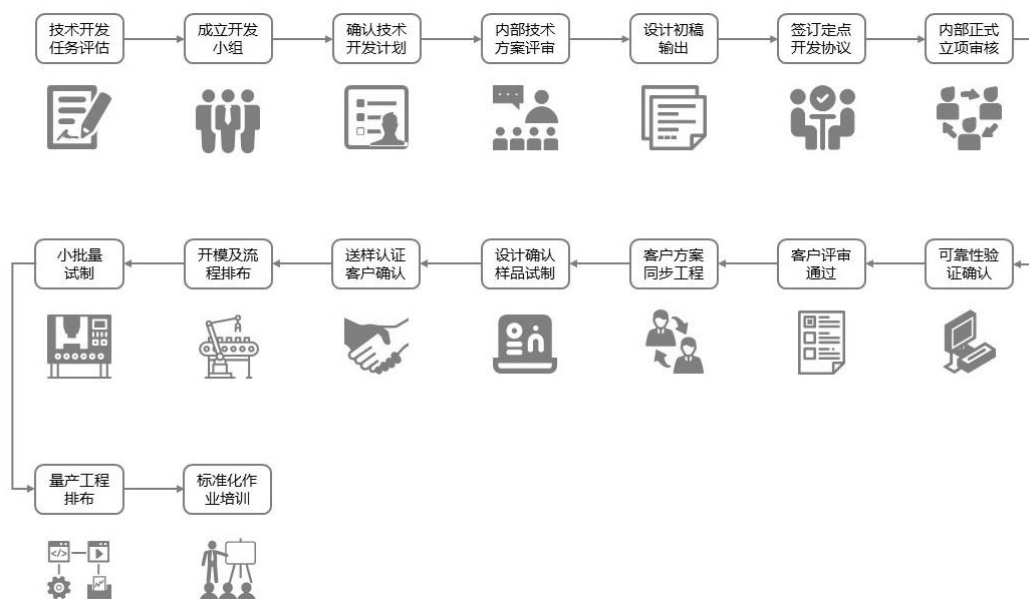 技术开发
任务评估
成立开发
小组
确认技术
开发计划
内部技术
方案评审
设计初稿
输出
签订定点
开发协议
内部正式
立项审核
可靠性验
证确认
客户评审
通过
客户方案
同步工程
设计确认
样品试制
送样认证
客户确认
开模及流
程排布
小批量
试制
量产工程
排布
标准化作
业培训